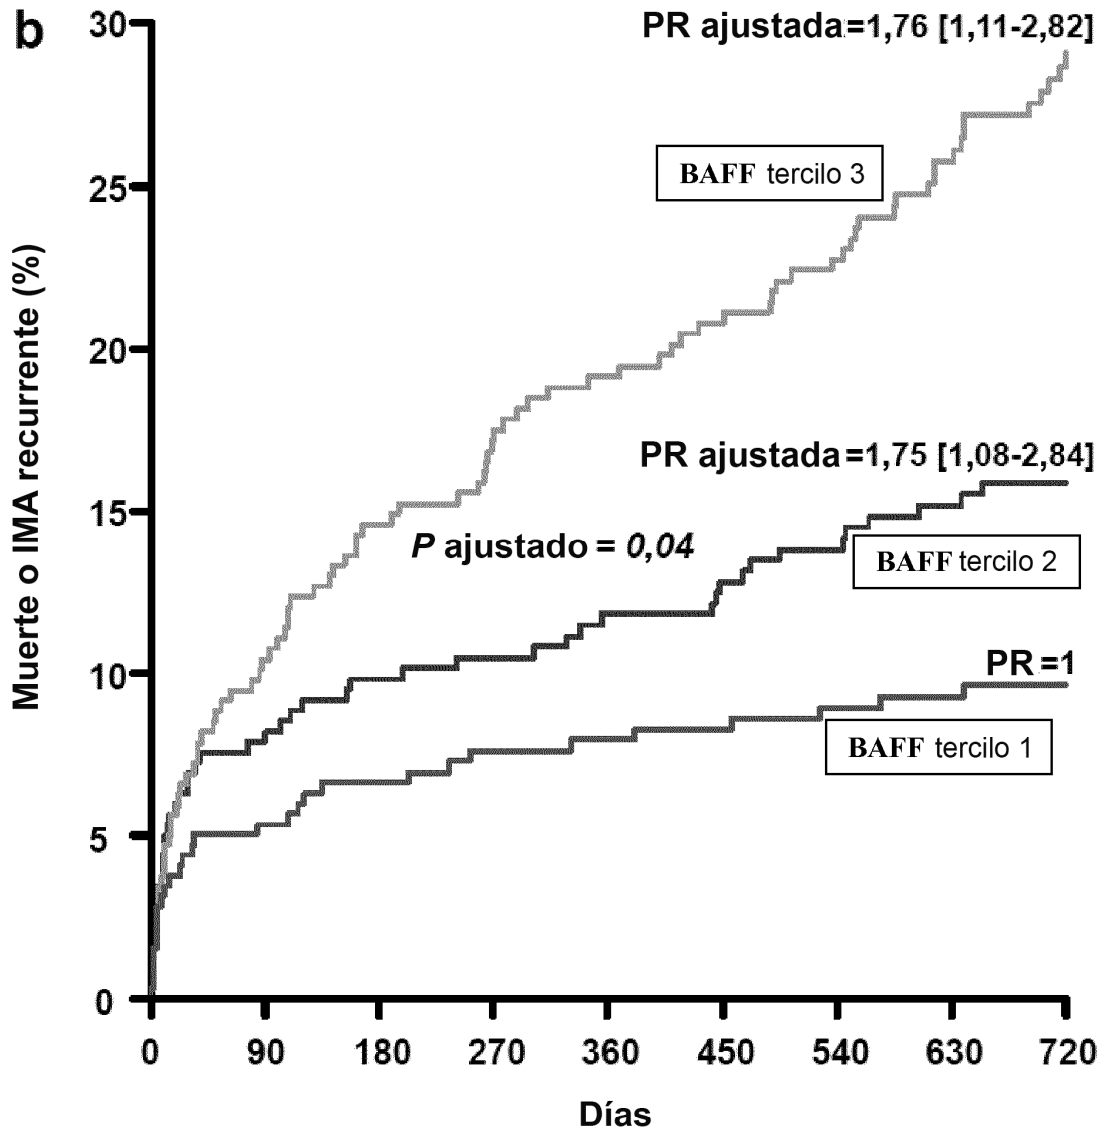 b
PR ajustada=1,76 [1,11-2,82]
30
25
20
15
10
5
0
Muerte o IMA recurrente (%)
BAFF tercilo 3
PR ajustada=1,75 [1,08-2,84]
P ajustado = 0,04
BAFF tercilo 2
PR=1
BAFF tercilo 1
0 90 180 270 360 450 540 630 720
Días